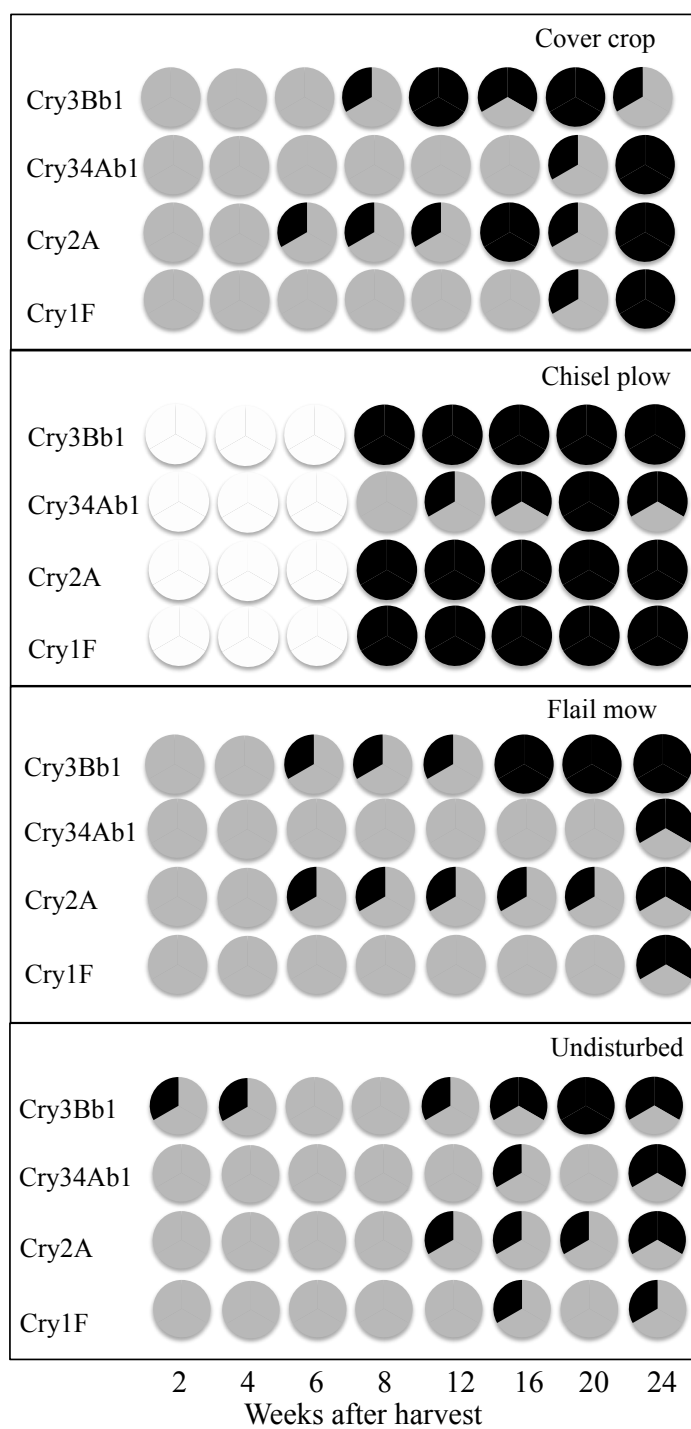 Cover crop
Cry3Bb1
Cry34Ab1
Cry2A
Cry1F
Chisel plow
Cry3Bb1
Cry34Ab1
Cry2A
Cry1F
Flail mow
Cry3Bb1
Cry34Ab1
Cry2A
Cry1F
Undisturbed
Cry3Bb1
Cry34Ab1
Cry2A
Cry1F
2 4 6 8 12 16 20 24
Weeks after harvest